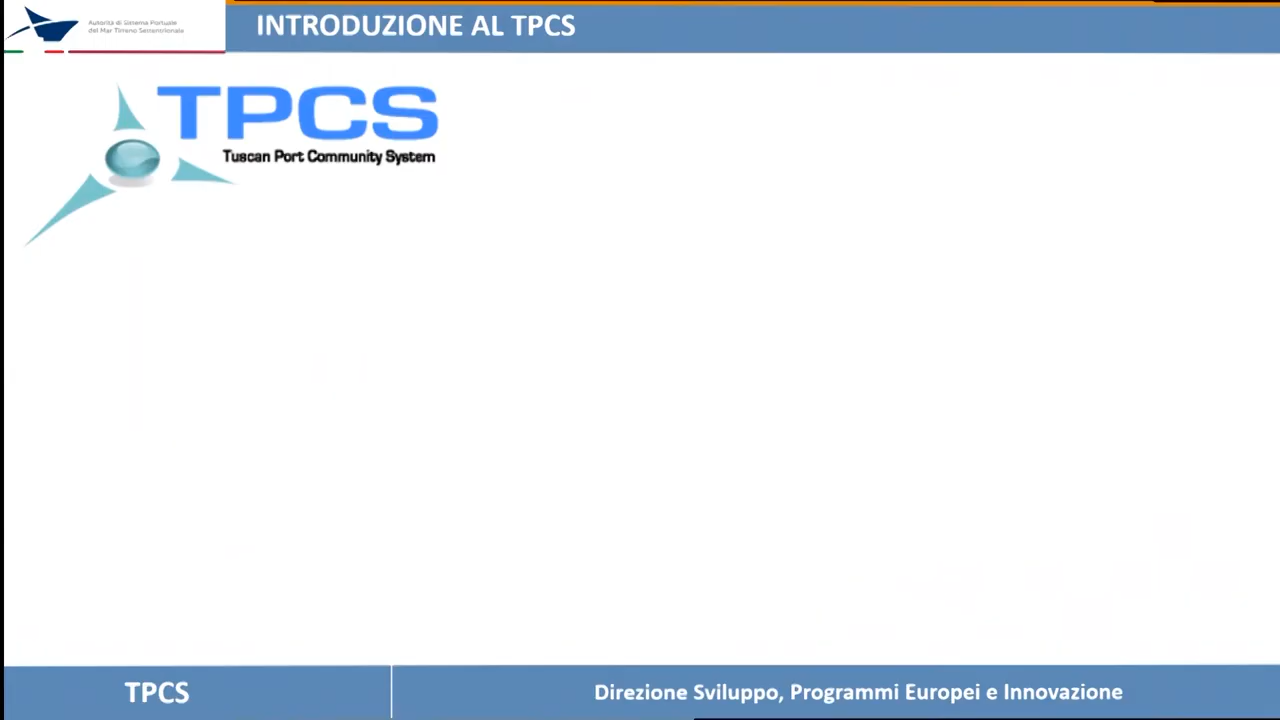 Autorità di Sistema Portuale
del Mar Tirreno Settentrionale
INTRODUZIONE AL TPCS
TPCS
Tuscan Port Community System
TPCS
Direzione Sviluppo, Programmi Europei e Innovazione